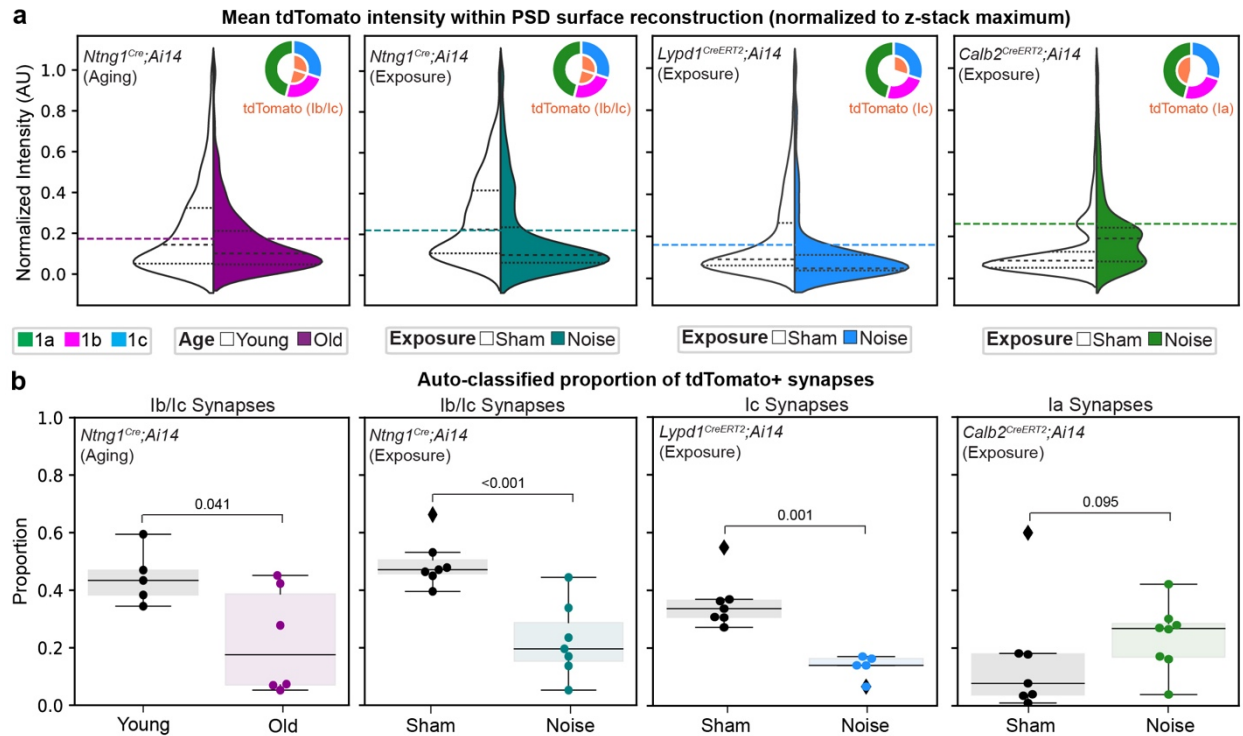 a
Mean tdTomato intensity within PSD surface reconstruction (normalized to z-stack maximum)
Normalized Intensity (AU)
1.0
0.8
0.6
0.4
0.2
0.0
Ntng1Cre;Ai14
(Aging)
tdTomato (Ib/Ic)
Ntng1Cre;Ai14
(Exposure)
tdTomato (Ib/Ic)
Lypd1CreERT2;Ai14
(Exposure)
tdTomato (Ic)
Calb2CreERT2;Ai14
(Exposure)
tdTomato (Ia)
1a 1b 1c
Age Young Old
Exposure Sham Noise
Exposure Sham Noise
Exposure Sham Noise
b
Auto-classified proportion of tdTomato+ synapses
Proportion
1.0
0.8
0.6
0.4
0.2
0.0
Ib/Ic Synapses
Ntng1Cre;Ai14
(Aging)
0.041
Young Old
Ib/Ic Synapses
Ntng1Cre;Ai14
(Exposure)
<0.001
Sham Noise
Ic Synapses
Lypd1CreERT2;Ai14
(Exposure)
0.001
Sham Noise
Ia Synapses
Calb2CreERT2;Ai14
(Exposure)
0.095
Sham Noise